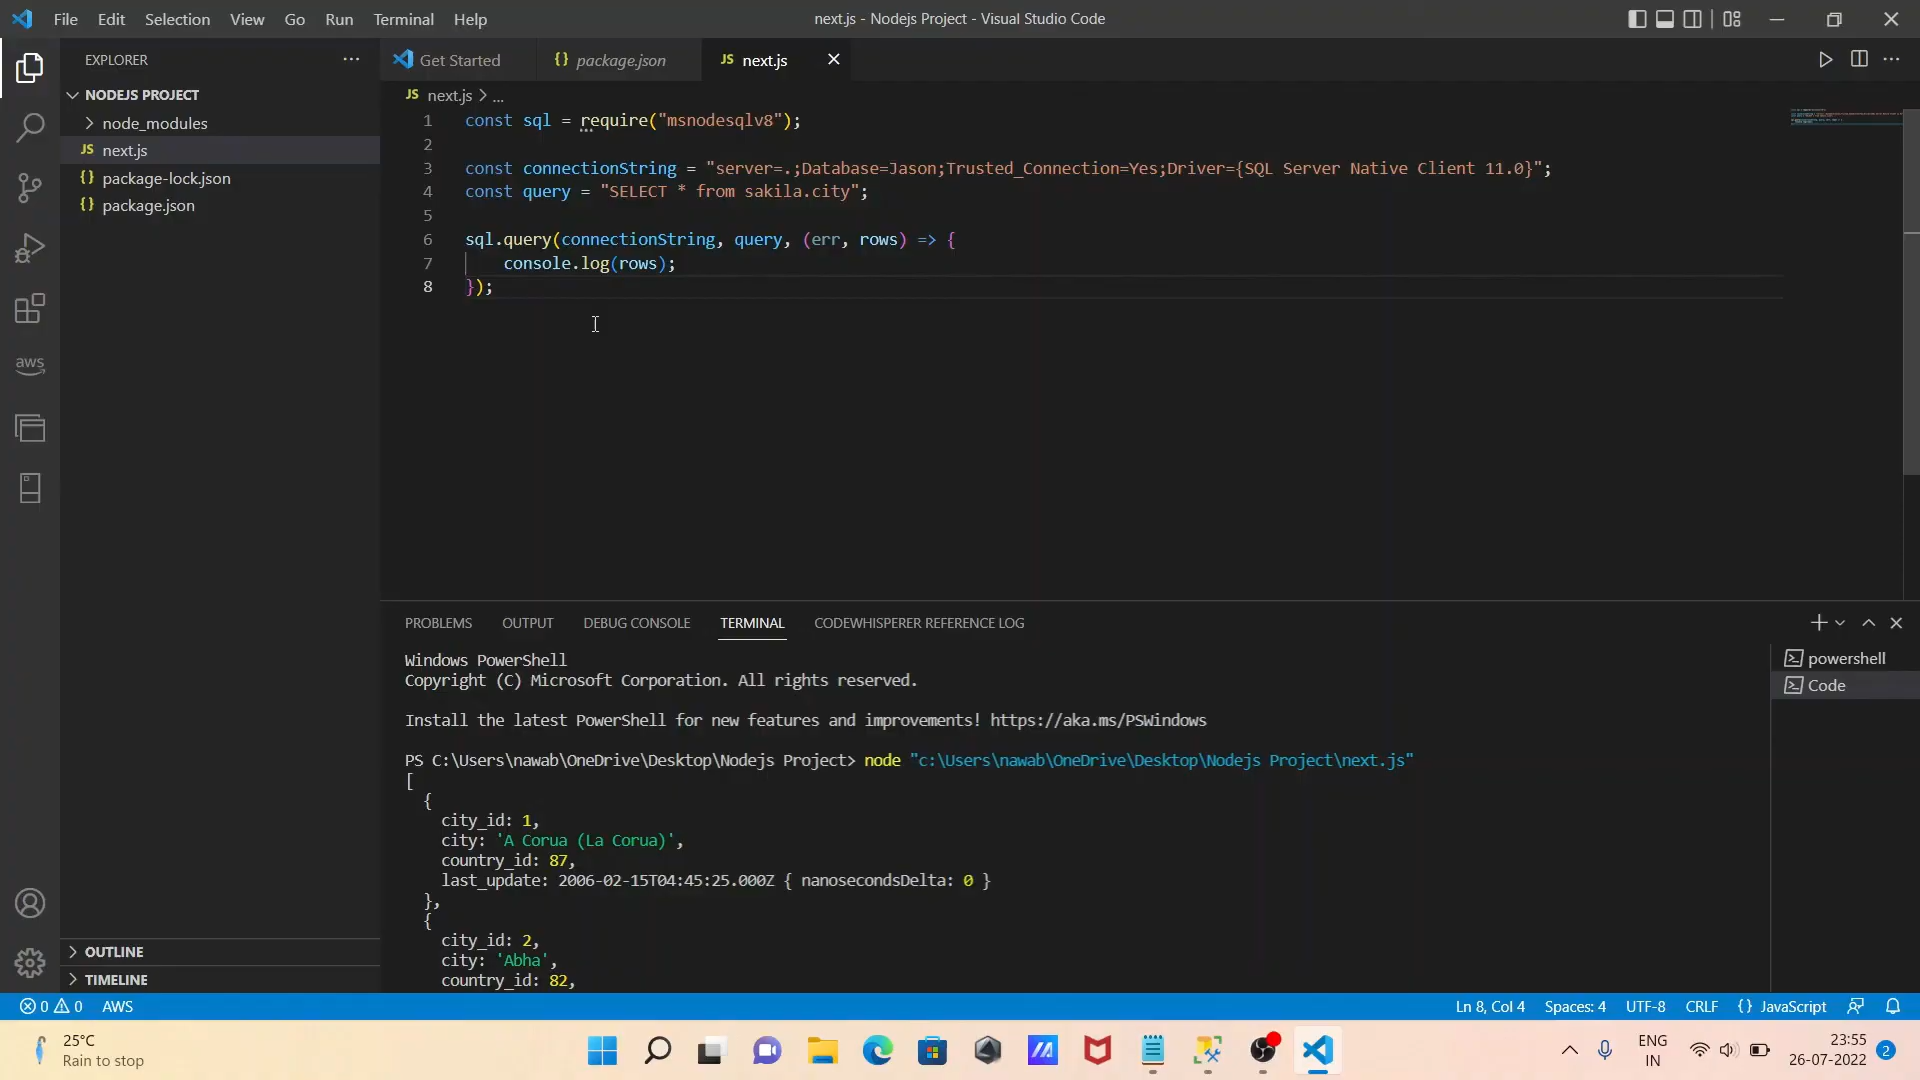 File Edit Selection View Go Run Terminal Help
next.js - Nodejs Project - Visual Studio Code
EXPLORER
NODEJS PROJECT
node_modules
JS next.js
{} package-lock.json
{} package.json
OUTLINE
TIMELINE
aws
Get Started
{} package.json
JS next.js
JS next.js > ...
1 const sql = require("msnodesqlv8");
2
3 const connectionString = "server=.;Database=Jason;Trusted_Connection=Yes;Driver={SQL Server Native Client 11.0}";
4 const query = "SELECT * from sakila.city";
5
6 sql.query(connectionString, query, (err, rows) => {
7 console.log(rows);
8 });
PROBLEMS OUTPUT DEBUG CONSOLE TERMINAL CODEWHISPERER REFERENCE LOG
Windows PowerShell
Copyright (C) Microsoft Corporation. All rights reserved.
Install the latest PowerShell for new features and improvements! https://aka.ms/PSWindows
PS C:\Users\nawab\OneDrive\Desktop\Nodejs Project> node "c:\Users\nawab\OneDrive\Desktop\Nodejs Project\next.js"
[
{
city_id: 1,
city: 'A Corua (La Corua)',
country_id: 87,
last_update: 2006-02-15T04:45:25.000Z { nanosecondsDelta: 0 }
},
{
city_id: 2,
city: 'Abha',
country_id: 82,
powershell
Code
0 0 AWS
Ln 8, Col 4 Spaces: 4 UTF-8 CRLF {} JavaScript
25°C
Rain to stop
ENG
IN
23:55
26-07-2022
2